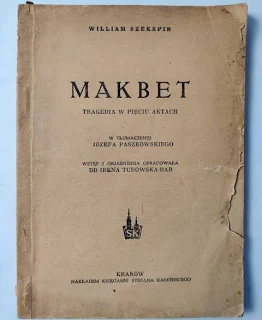 WILLIAM SZEKSPIR
MAKBET
TRAGEDIA W PIĘCIU AKTACH
W TŁUMACZENIU
JÓZEFA PASZKOWSKIEGO
WSTĘP I OBJAŚNIENIA OPRACOWAŁA
DR IRENA TUROWSKA-BAR
SK
KRAKÓW
NAKŁADEM KSIĘGARNI STEFANA KAMIŃSKIEGO